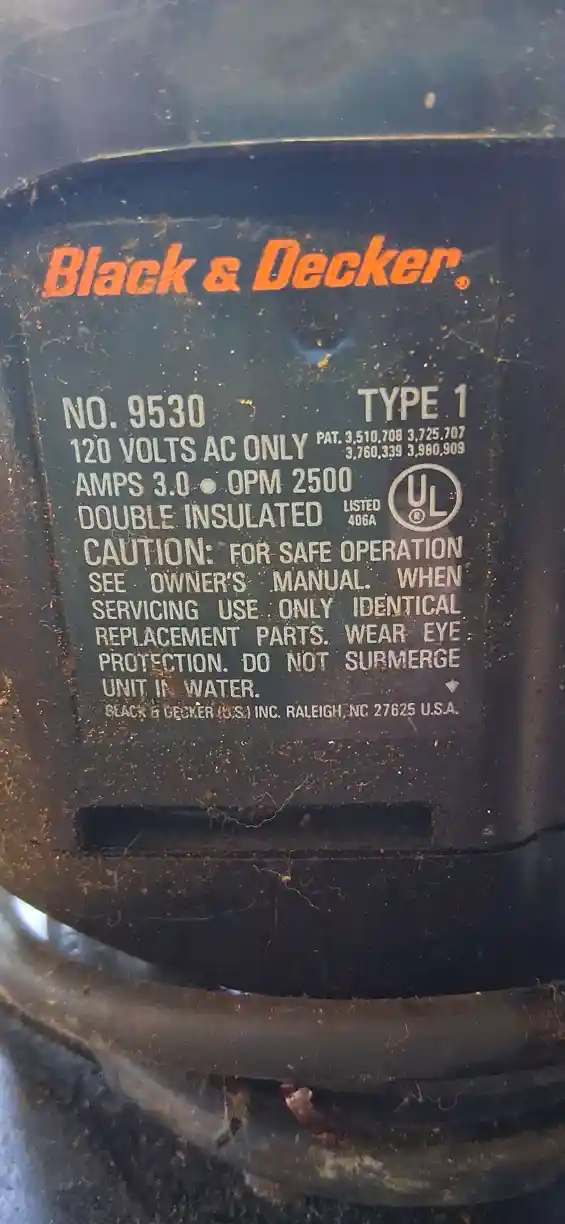 Black & Decker®
NO. 9530 TYPE 1
120 VOLTS AC ONLY PAT. 3,510,708 3,725,707
3,760,339 3,980,909
AMPS 3.0 • OPM 2500
DOUBLE INSULATED LISTED 406A UL®
CAUTION: FOR SAFE OPERATION
SEE OWNER'S MANUAL. WHEN
SERVICING USE ONLY IDENTICAL
REPLACEMENT PARTS. WEAR EYE
PROTECTION. DO NOT SUBMERGE
UNIT IN WATER.
BLACK & DECKER (U.S.) INC. RALEIGH, NC 27625 U.S.A.